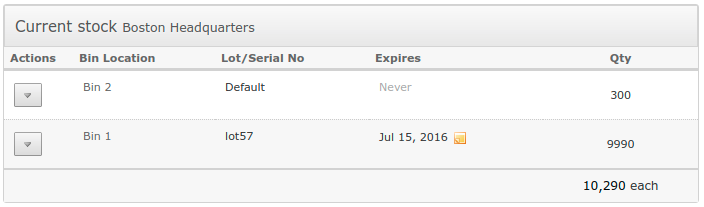 Current stock Boston Headquarters
Actions Bin Location Lot/Serial No Expires Qty
Bin 2 Default Never 300
Bin 1 lot57 Jul 15, 2016 9990
10,290 each